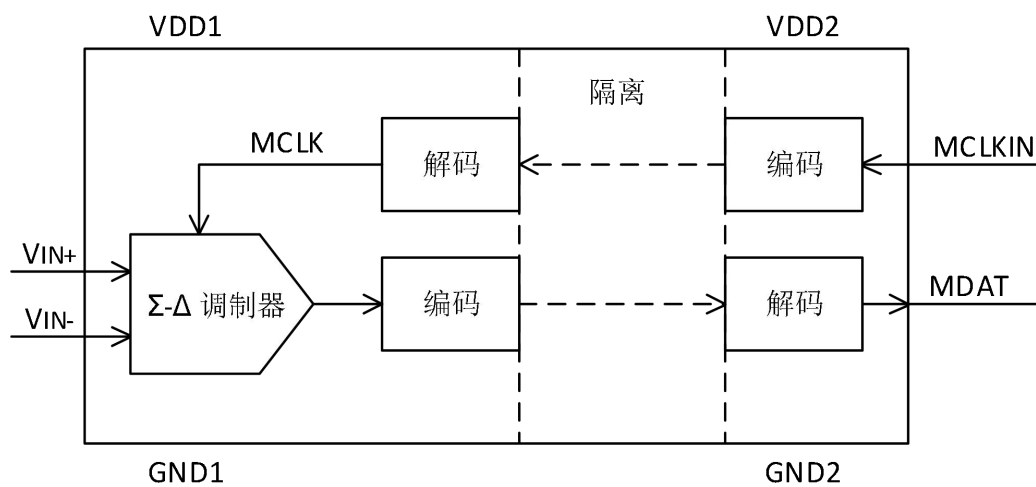 VDD1
VDD2
隔离
MCLK
解码
编码
MCLKIN
VIN+
Σ-Δ 调制器
编码
解码
MDAT
VIN-
GND1
GND2